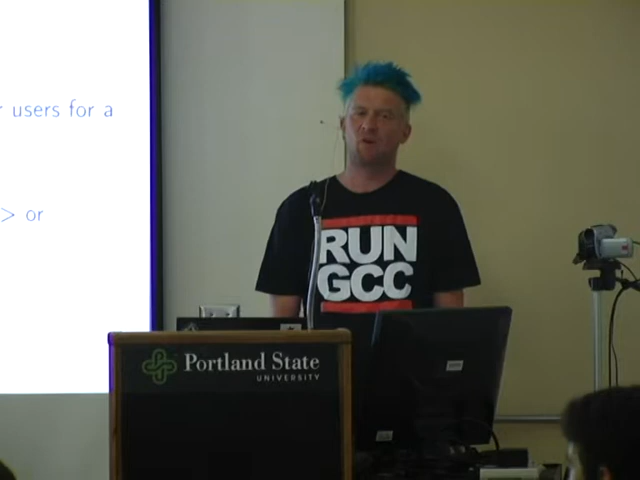 users for a
> or
RUN
GCC
Portland State
UNIVERSITY